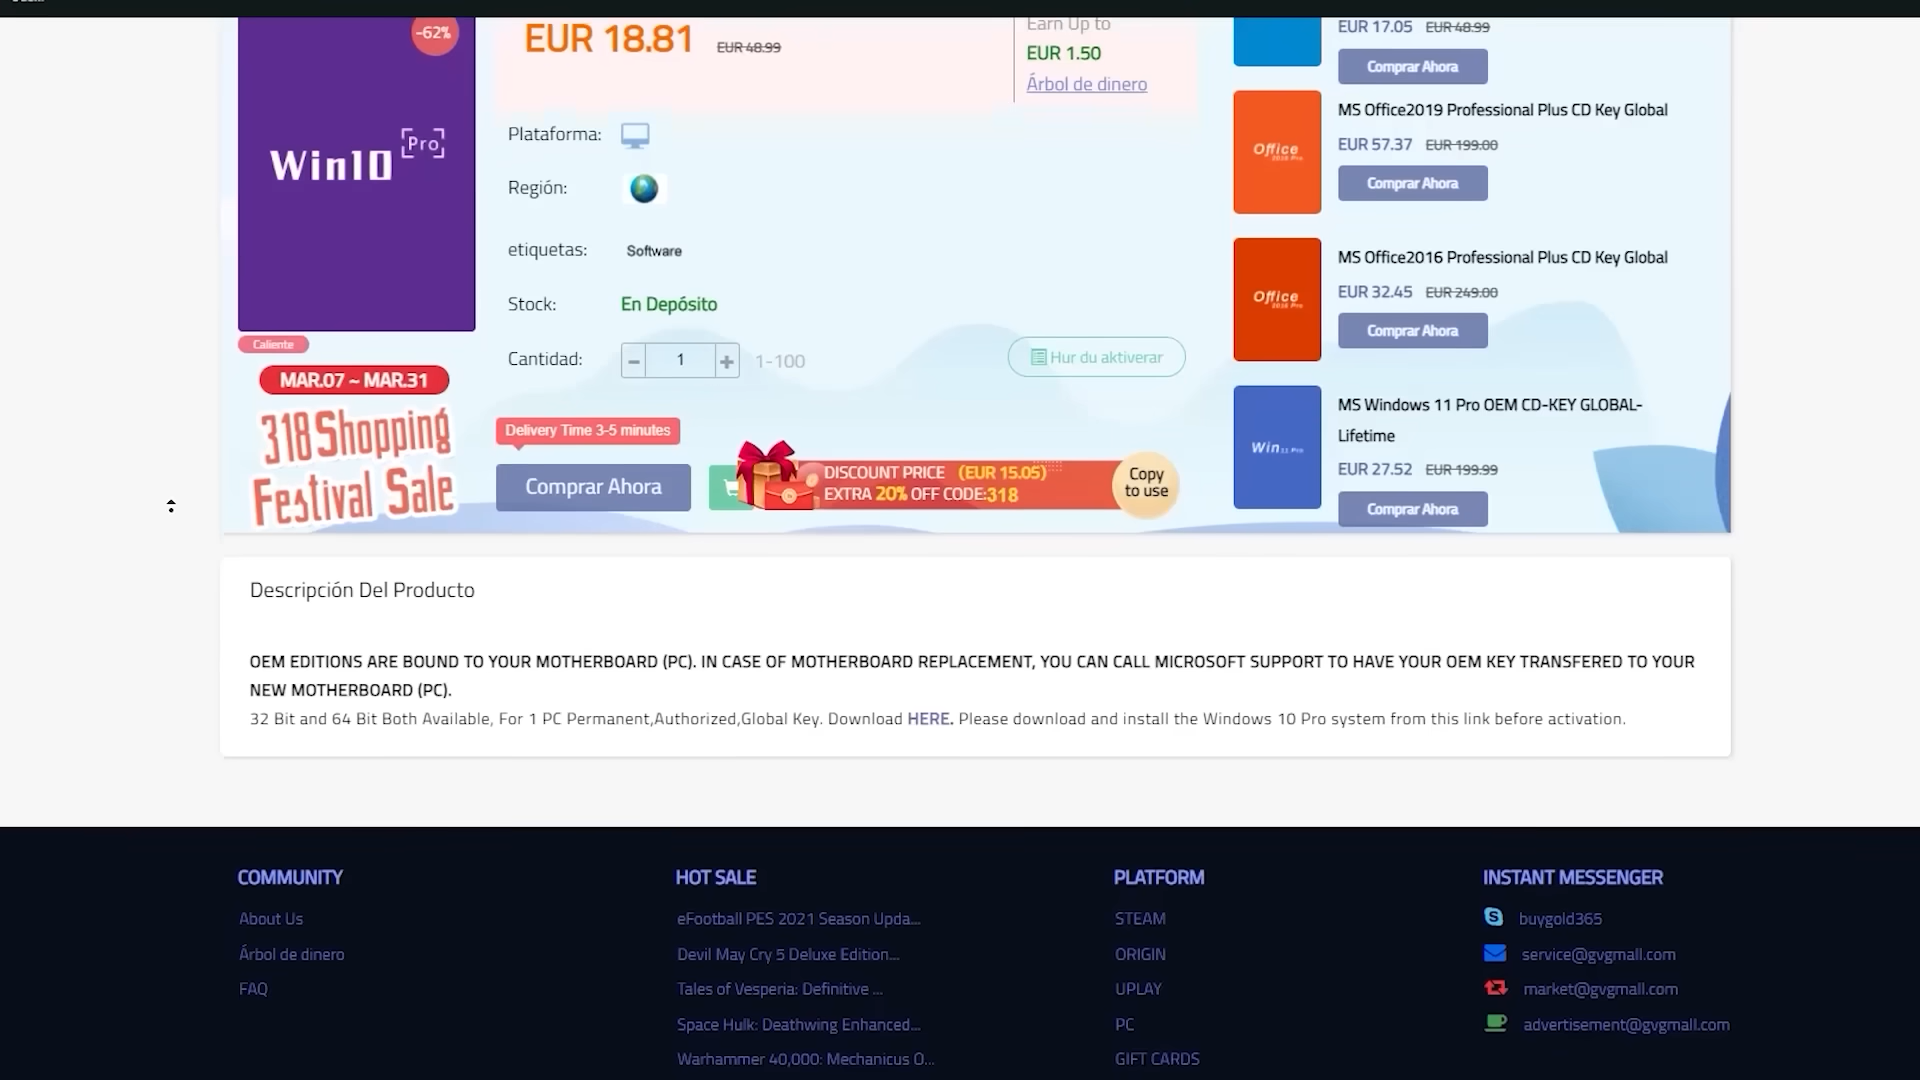 -62%
EUR 18.81 EUR 48.99
Earn Up to
EUR 1.50
Árbol de dinero
Win10 Pro
Plataforma:
Región:
etiquetas: Software
Stock: En Depósito
Cantidad: - 1 + 1-100
Hur du aktiverar
Caliente
MAR.07 ~ MAR.31
318 Shopping
Festival Sale
Delivery Time 3-5 minutes
Comprar Ahora
DISCOUNT PRICE (EUR 15.05)
EXTRA 20% OFF CODE:318
Copy
to use
EUR 17.05 EUR 48.99
Comprar Ahora
Office
MS Office2019 Professional Plus CD Key Global
EUR 57.37 EUR 199.00
Comprar Ahora
Office
MS Office2016 Professional Plus CD Key Global
EUR 32.45 EUR 249.00
Comprar Ahora
Win 11 Pro
MS Windows 11 Pro OEM CD-KEY GLOBAL-
Lifetime
EUR 27.52 EUR 199.99
Comprar Ahora
Descripción Del Producto
OEM EDITIONS ARE BOUND TO YOUR MOTHERBOARD (PC). IN CASE OF MOTHERBOARD REPLACEMENT, YOU CAN CALL MICROSOFT SUPPORT TO HAVE YOUR OEM KEY TRANSFERED TO YOUR
NEW MOTHERBOARD (PC).
32 Bit and 64 Bit Both Available, For 1 PC Permanent,Authorized,Global Key. Download HERE. Please download and install the Windows 10 Pro system from this link before activation.
COMMUNITY
About Us
Árbol de dinero
FAQ
HOT SALE
eFootball PES 2021 Season Upda...
Devil May Cry 5 Deluxe Edition...
Tales of Vesperia: Definitive ...
Space Hulk: Deathwing Enhanced...
Warhammer 40,000: Mechanicus O...
PLATFORM
STEAM
ORIGIN
UPLAY
PC
GIFT CARDS
INSTANT MESSENGER
buygold365
service@gvgmall.com
market@gvgmall.com
advertisement@gvgmall.com